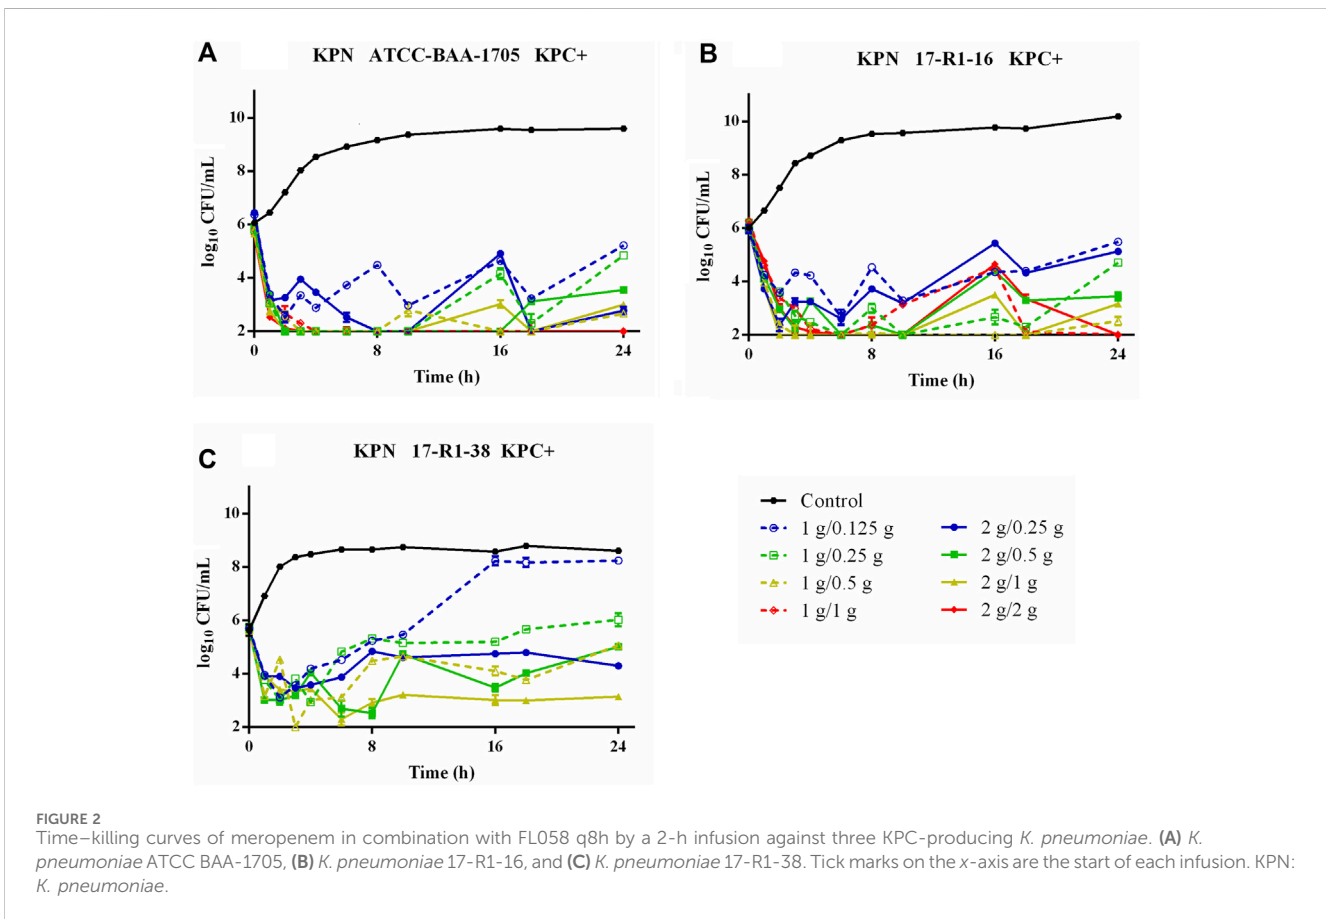 A
KPN ATCC-BAA-1705 KPC+
10
8
6
4
2
log10 CFU/mL
0
8
16
24
Time (h)
B
KPN 17-R1-16 KPC+
10
8
6
4
2
log10 CFU/mL
0
8
16
24
Time (h)
C
KPN 17-R1-38 KPC+
10
8
6
4
2
log10 CFU/mL
0
8
16
24
Time (h)
Control
1 g/0.125 g
2 g/0.25 g
1 g/0.25 g
2 g/0.5 g
1 g/0.5 g
2 g/1 g
1 g/1 g
2 g/2 g
FIGURE 2
Time–killing curves of meropenem in combination with FL058 q8h by a 2-h infusion against three KPC-producing K. pneumoniae. (A) K.
pneumoniae ATCC BAA-1705, (B) K. pneumoniae 17-R1-16, and (C) K. pneumoniae 17-R1-38. Tick marks on the x-axis are the start of each infusion. KPN:
K. pneumoniae.